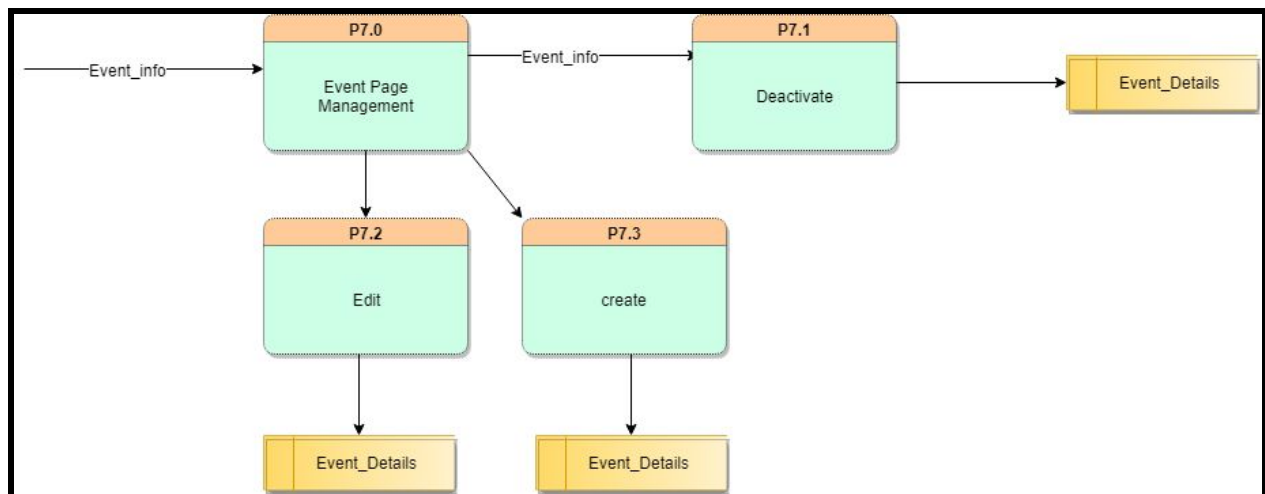 P7.0
P7.1
Event_info
Event Page
Management
Event_info
Deactivate
Event_Details
P7.2
P7.3
Edit
create
Event_Details
Event_Details